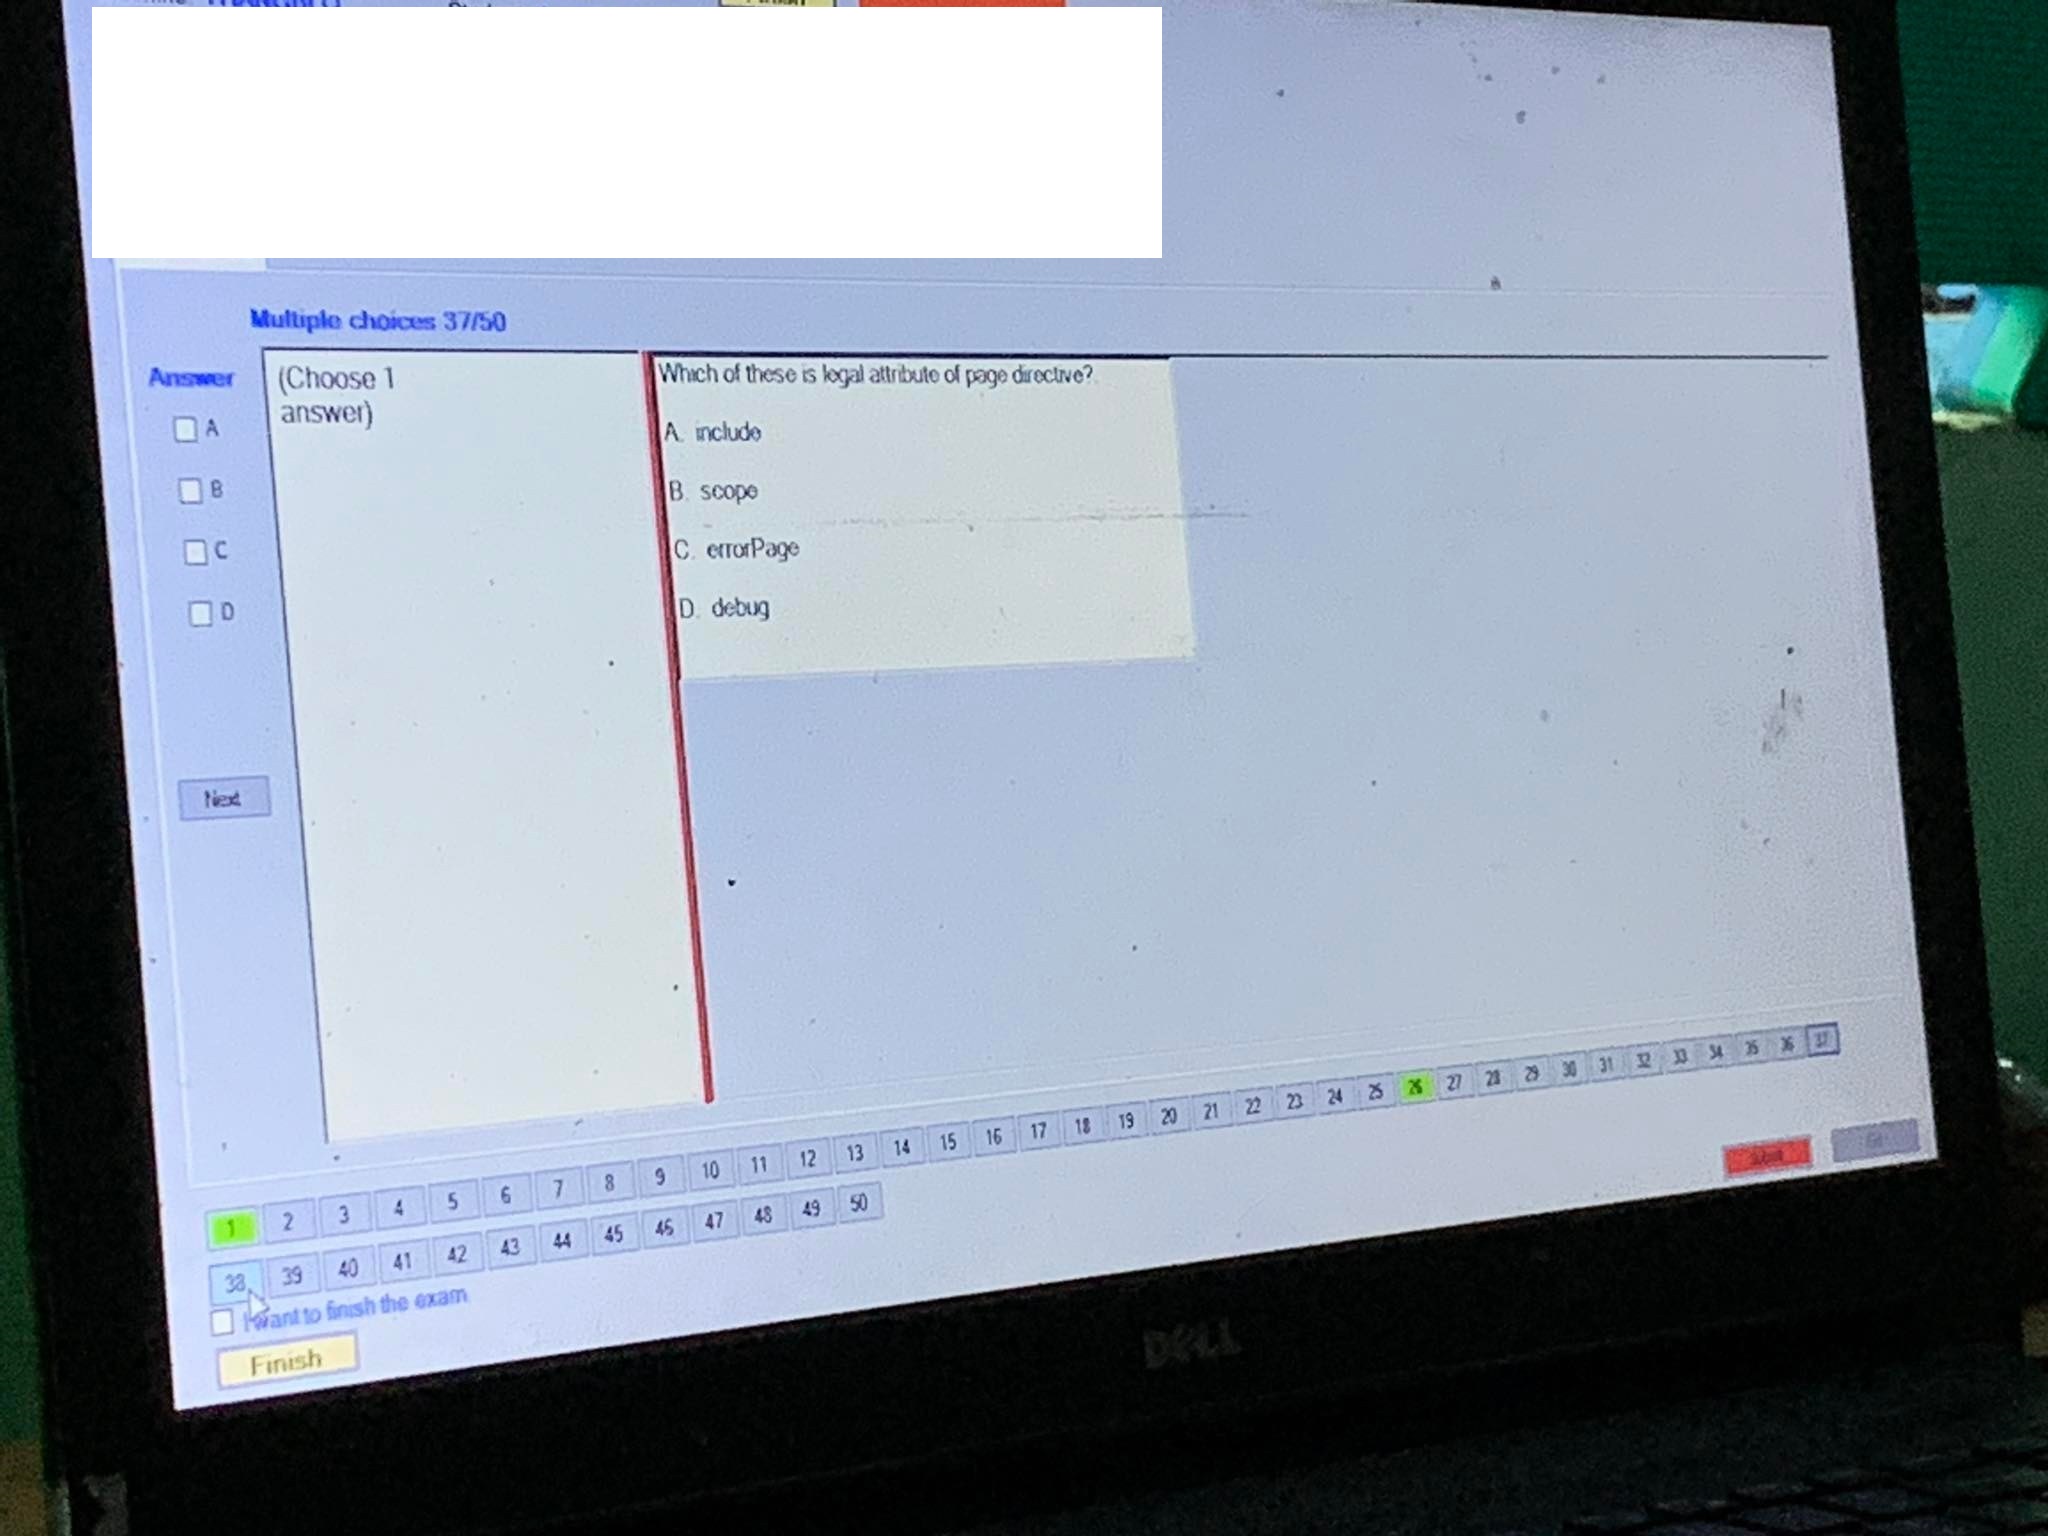 Multiple choices 37/50
Answer
(Choose 1
answer)
A
B
C
D
Which of these is legal attribute of page directive?
A. include
B. scope
C. errorPage
D. debug
Next
1 2 3 4 5 6 7 8 9 10 11 12 13 14 15 16 17 18 19 20 21 22 23 24 25 26 27 28 29 30 31 32 33 34 35 36 37
38 39 40 41 42 43 44 45 46 47 48 49 50
I want to finish the exam
Finish
DELL